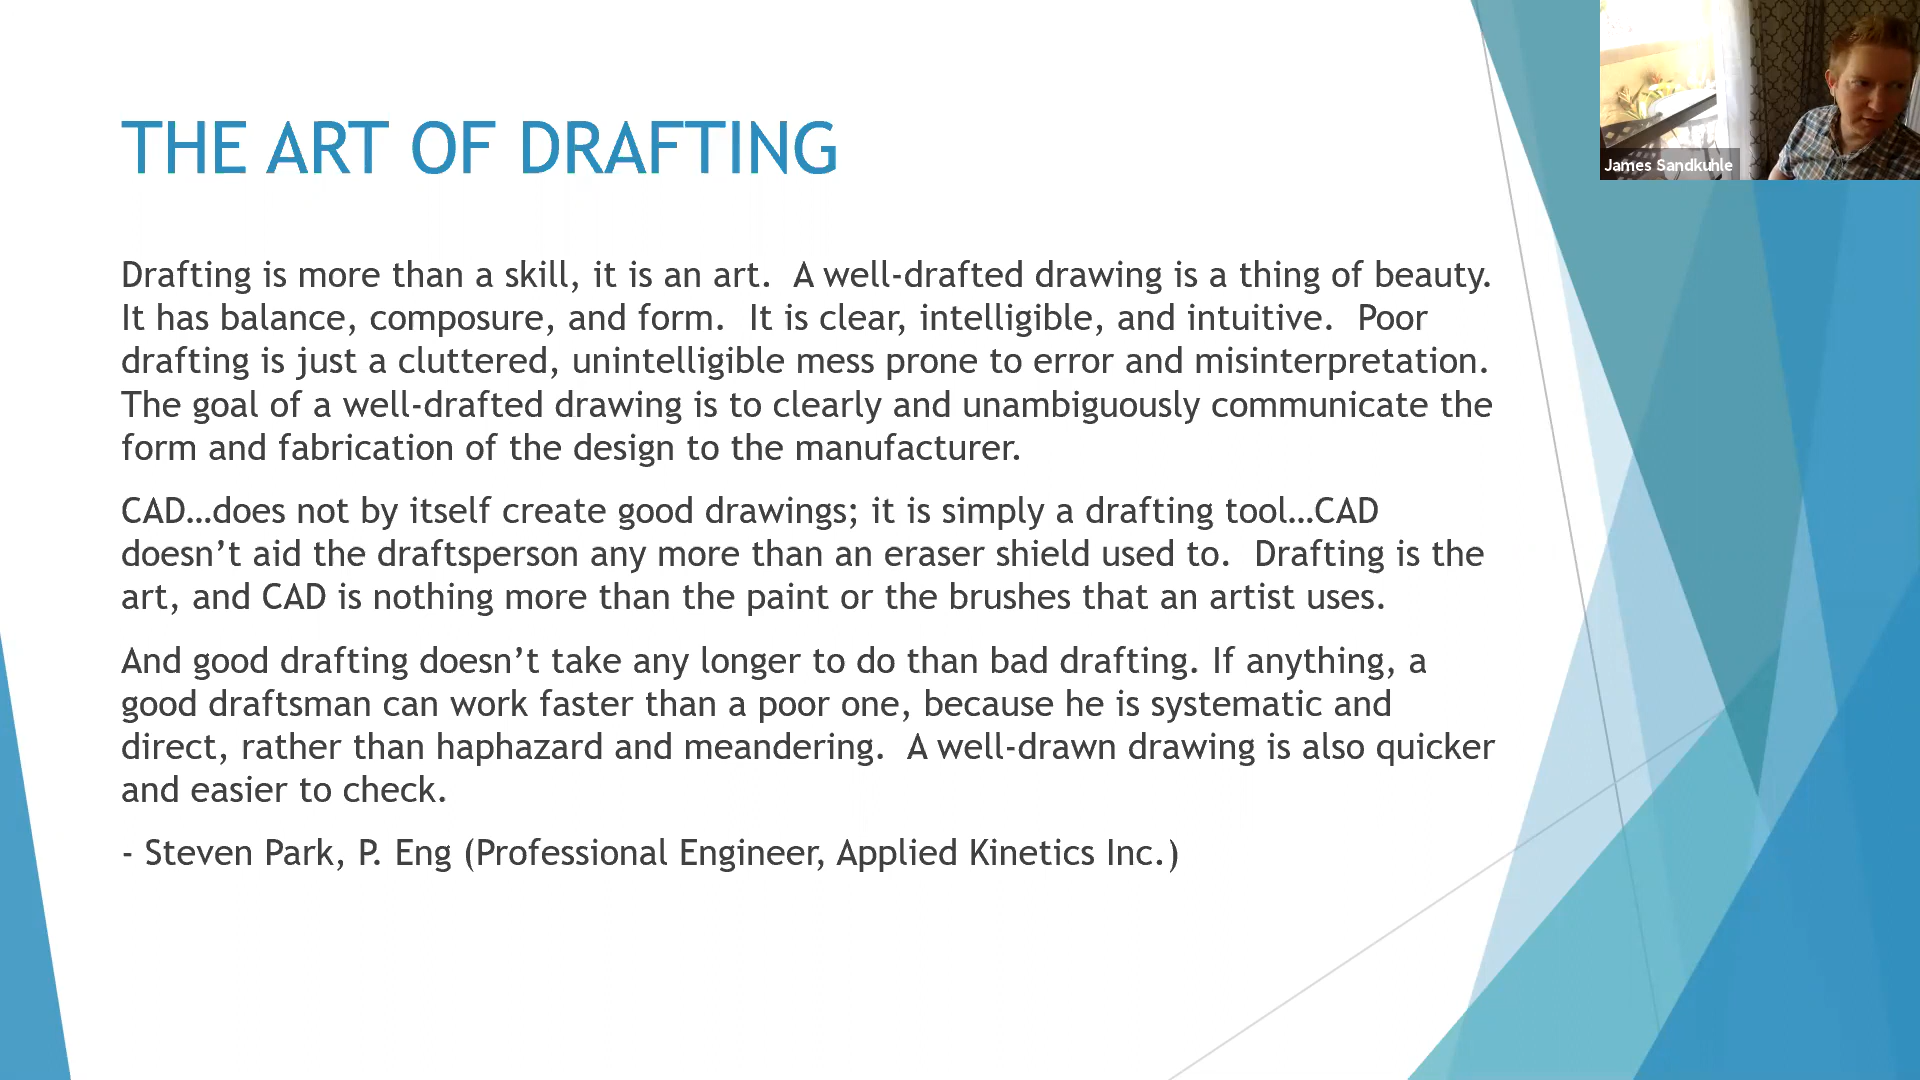 THE ART OF DRAFTING
James Sandkuhle
Drafting is more than a skill, it is an art.  A well-drafted drawing is a thing of beauty.
It has balance, composure, and form.  It is clear, intelligible, and intuitive.  Poor
drafting is just a cluttered, unintelligible mess prone to error and misinterpretation.
The goal of a well-drafted drawing is to clearly and unambiguously communicate the
form and fabrication of the design to the manufacturer.
CAD…does not by itself create good drawings; it is simply a drafting tool…CAD
doesn’t aid the draftsperson any more than an eraser shield used to.  Drafting is the
art, and CAD is nothing more than the paint or the brushes that an artist uses.
And good drafting doesn’t take any longer to do than bad drafting. If anything, a
good draftsman can work faster than a poor one, because he is systematic and
direct, rather than haphazard and meandering.  A well-drawn drawing is also quicker
and easier to check.
- Steven Park, P. Eng (Professional Engineer, Applied Kinetics Inc.)